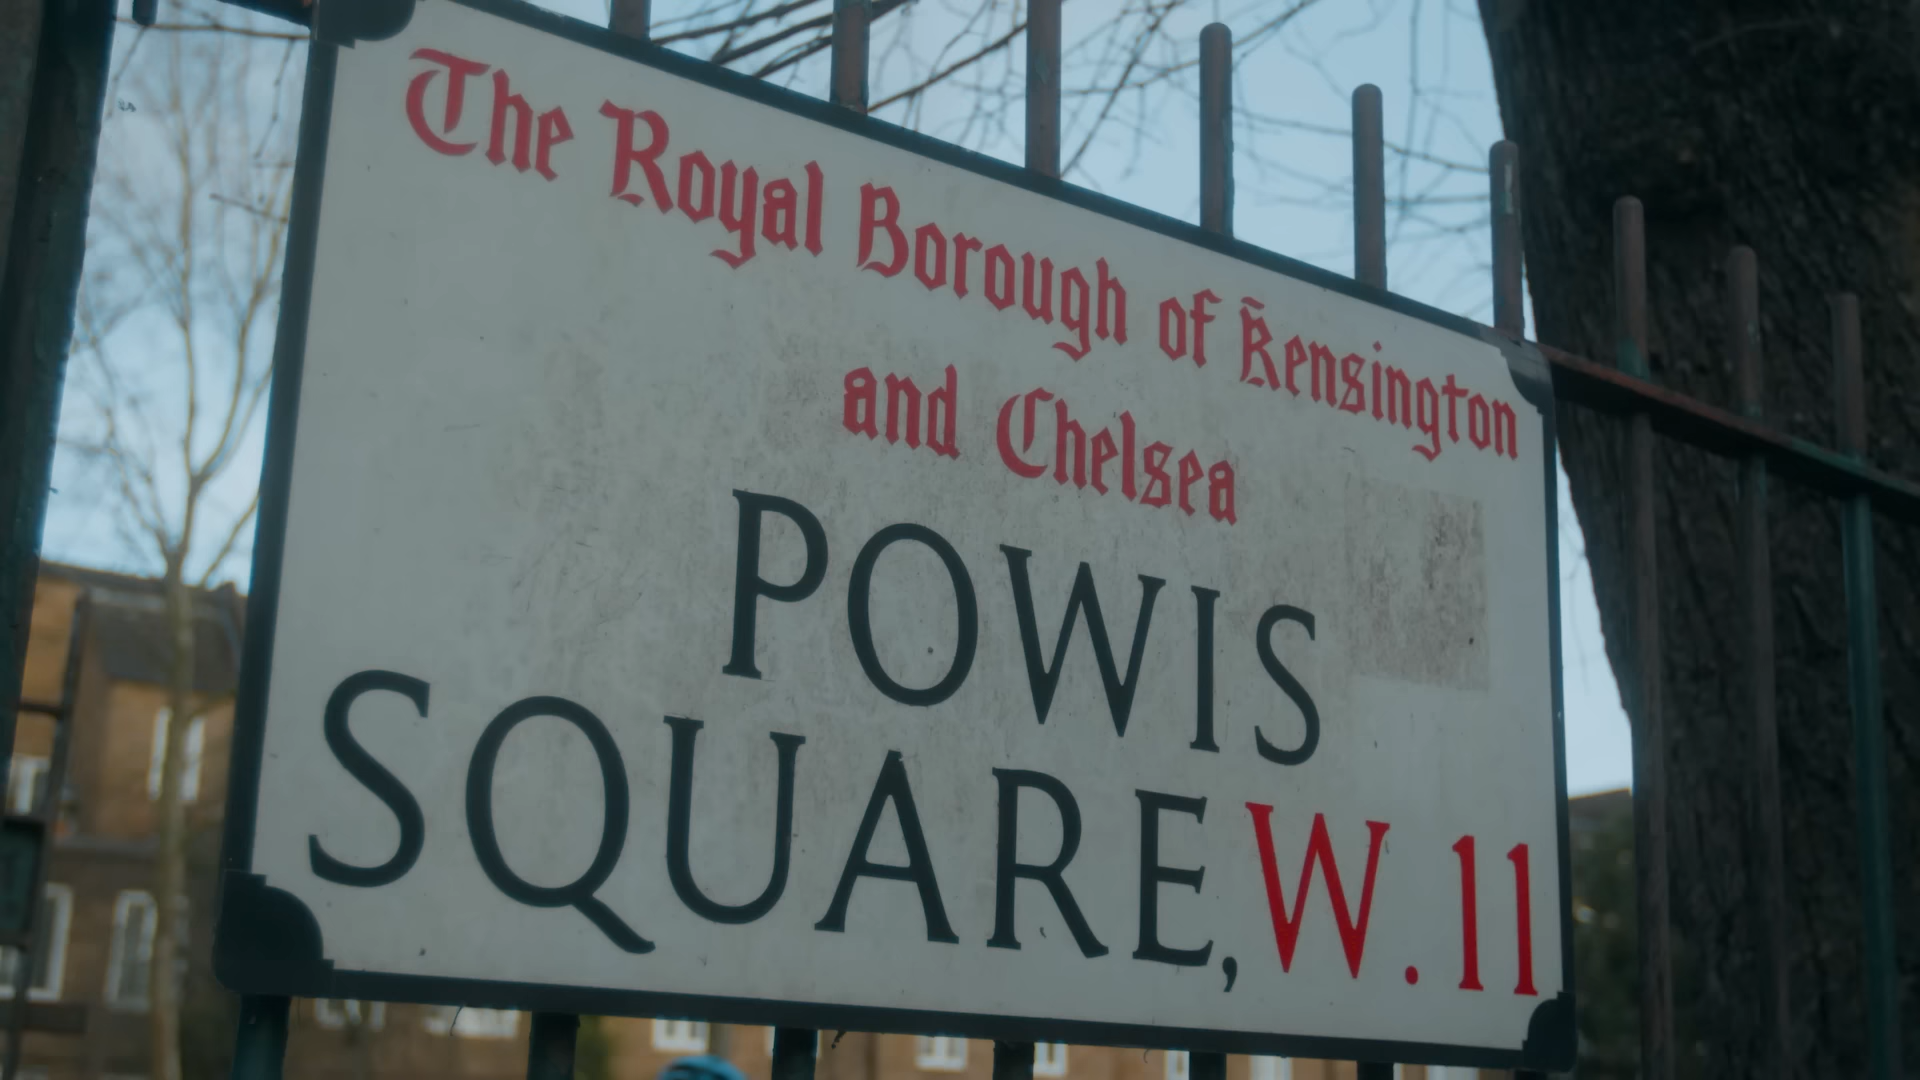 The Royal Borough of Kensington
and Chelsea
POWIS
SQUARE, W. 11